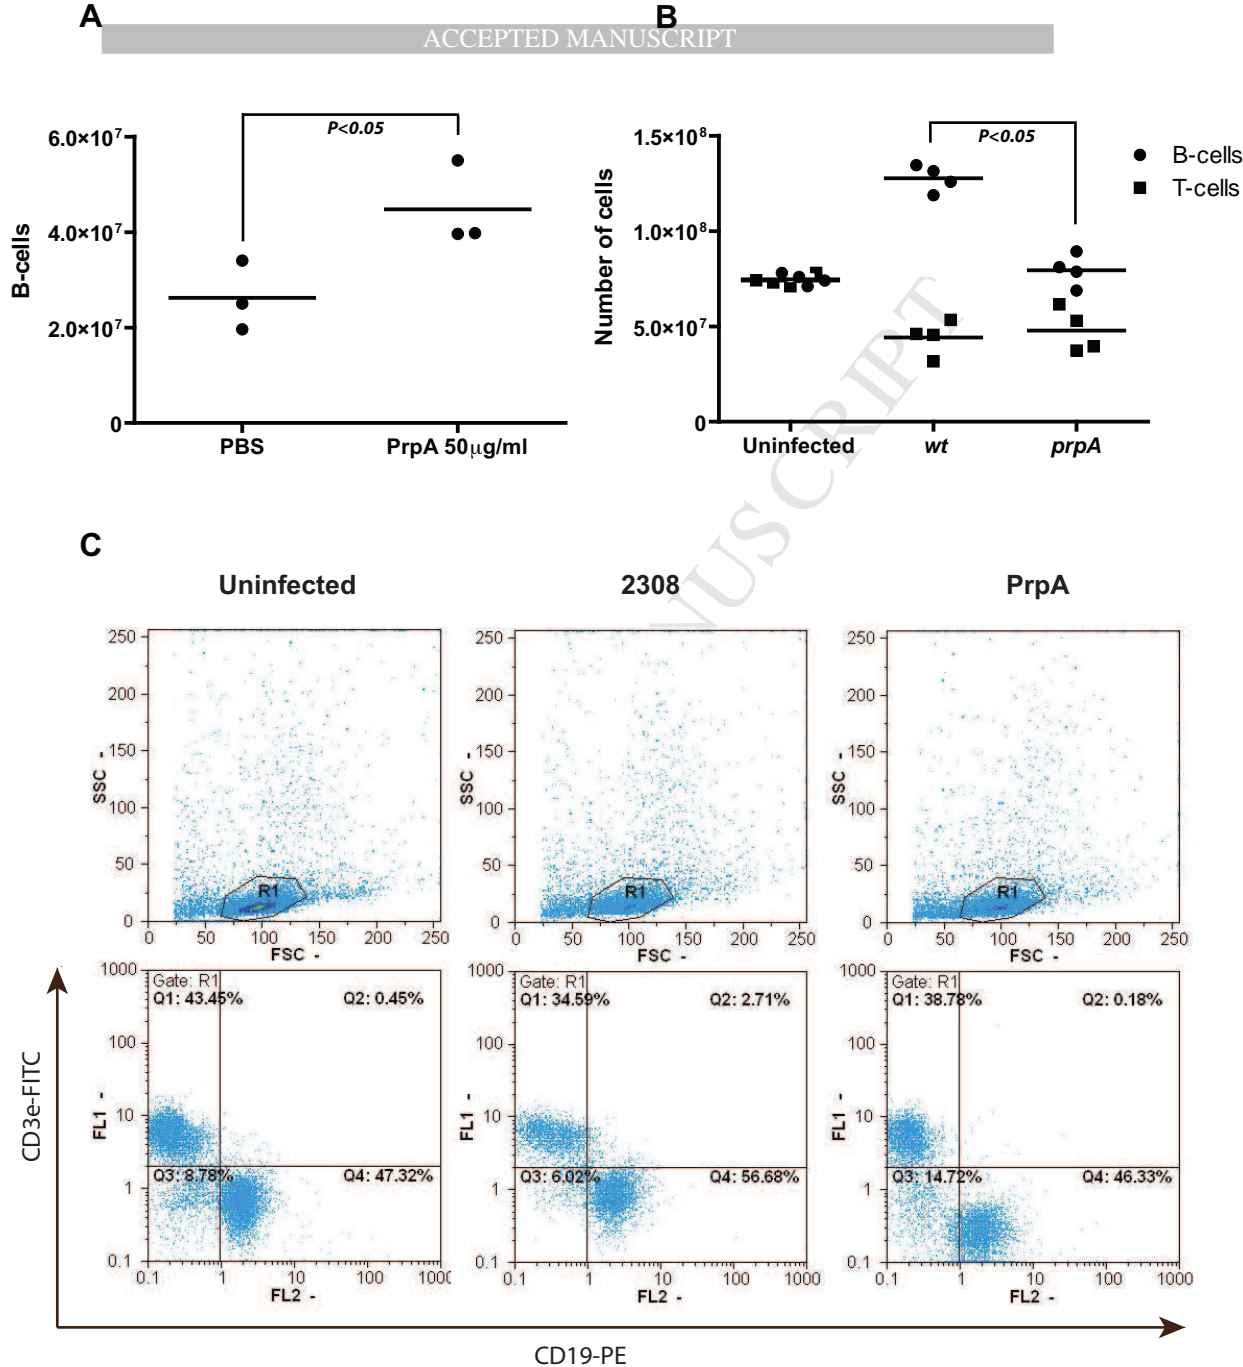 A
B
ACCEPTED MANUSCRIPT
6.0×10⁷
4.0×10⁷
2.0×10⁷
0
B-cells
P<0.05
PBS
PrpA 50µg/ml
1.5×10⁸
1.0×10⁸
5.0×10⁷
0
Number of cells
P<0.05
B-cells
T-cells
Uninfected
wt
prpA
NUSCRIPT
C
Uninfected
2308
PrpA
250
200
150
100
50
0
SSC -
R1
0 50 100 150 200 250
FSC -
250
200
150
100
50
0
SSC -
R1
0 50 100 150 200 250
FSC -
250
200
150
100
50
0
SSC -
R1
0 50 100 150 200 250
FSC -
CD3e-FITC
1000
100
10
1
0.1
FL1 -
Gate: R1
Q1: 43.45%
Q2: 0.45%
Q3: 8.78%
Q4: 47.32%
0.1 1 10 100 1000
FL2 -
1000
100
10
1
0.1
FL1 -
Gate: R1
Q1: 34.59%
Q2: 2.71%
Q3: 6.02%
Q4: 56.68%
0.1 1 10 100 1000
FL2 -
1000
100
10
1
0.1
FL1 -
Gate: R1
Q1: 38.78%
Q2: 0.18%
Q3: 14.72%
Q4: 46.33%
0.1 1 10 100 1000
FL2 -
CD19-PE